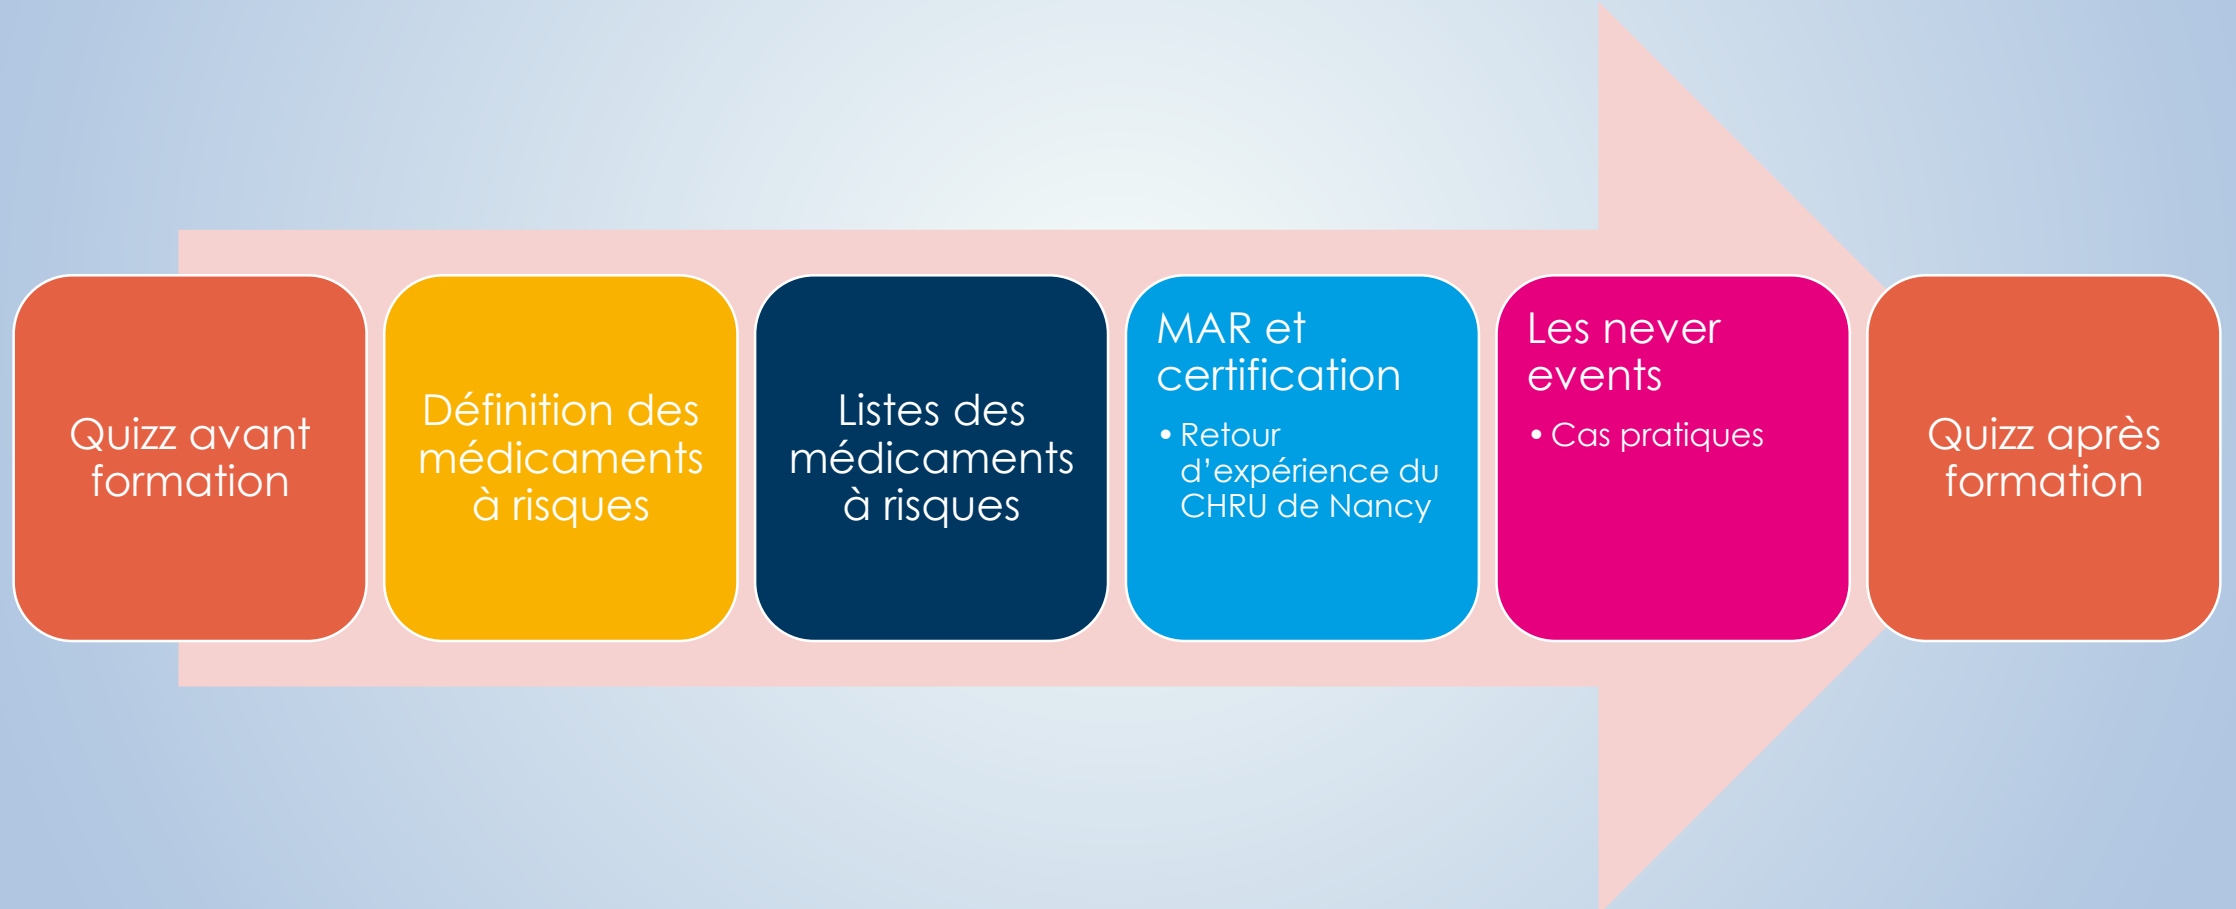 Quizz avant
formation
Définition des
médicaments
à risques
Listes des
médicaments
à risques
MAR et
certification
• Retour
d’expérience du
CHRU de Nancy
Les never
events
• Cas pratiques
Quizz après
formation